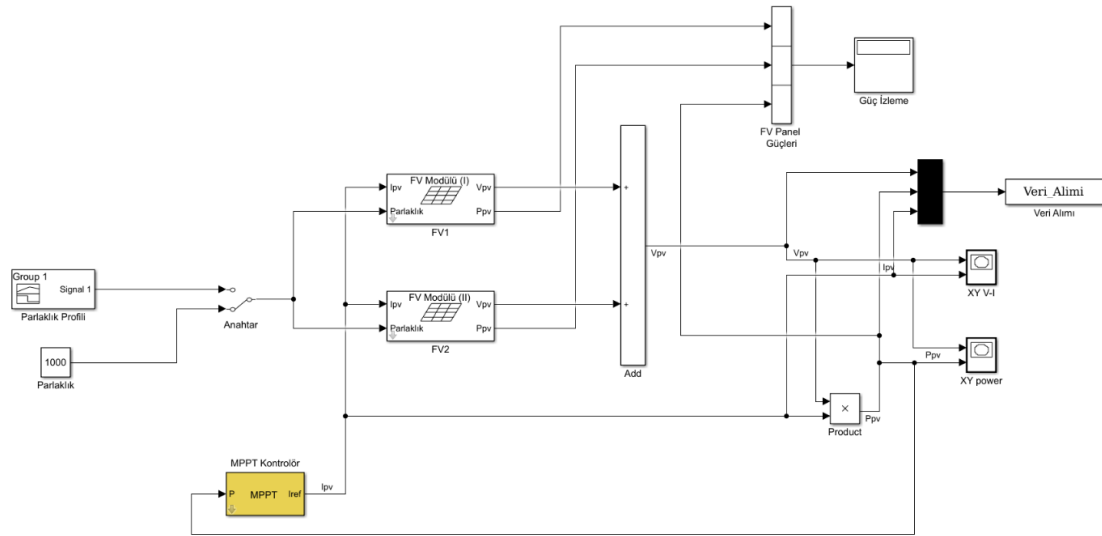 FV Panel
Güçleri
Güç İzleme
FV Modülü (I)
Ipv
Vpv
Parlaklık
Ppv
FV1
+
Veri_Alimi
Veri Alımı
Vpv
Vpv
Ipv
XY V-I
Group 1
Signal 1
Parlaklık Profili
Anahtar
FV Modülü (II)
Ipv
Vpv
Parlaklık
Ppv
FV2
+
Add
1000
Parlaklık
Ppv
XY power
×
Product
Ppv
MPPT Kontrolör
P
MPPT
Iref
Ipv